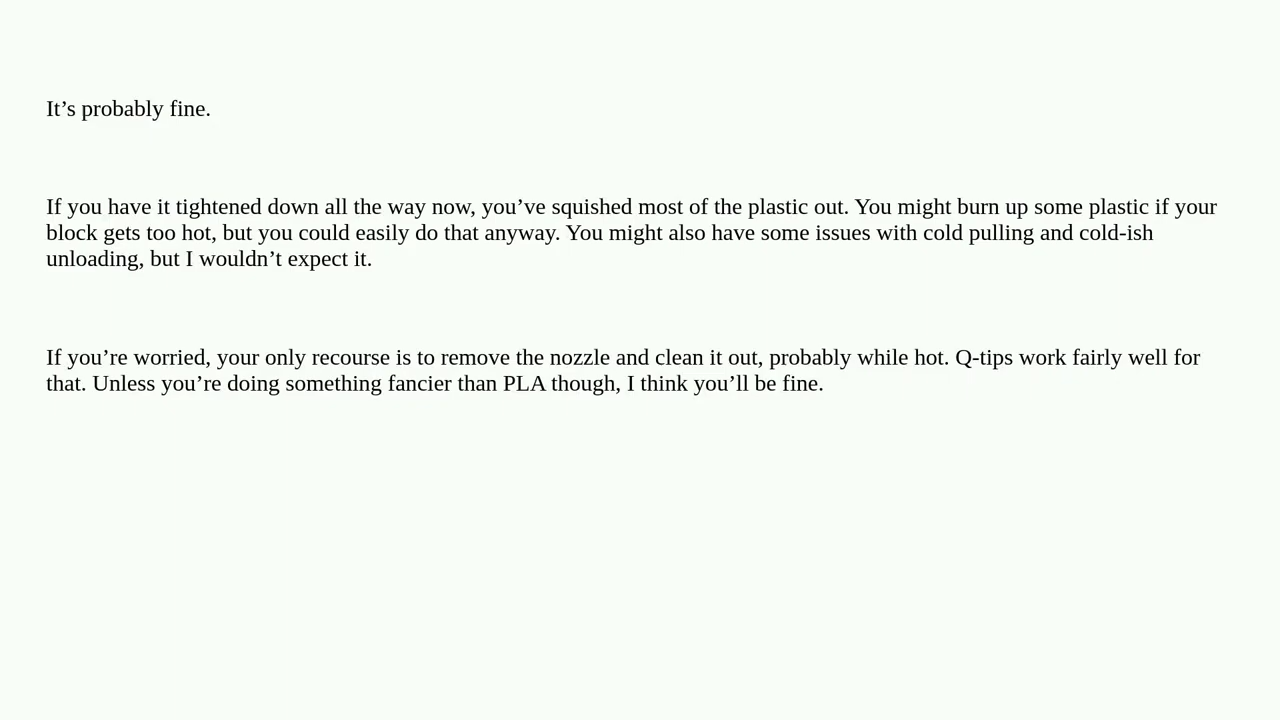 It’s probably fine.
If you have it tightened down all the way now, you’ve squished most of the plastic out. You might burn up some plastic if your
block gets too hot, but you could easily do that anyway. You might also have some issues with cold pulling and cold-ish
unloading, but I wouldn’t expect it.
If you’re worried, your only recourse is to remove the nozzle and clean it out, probably while hot. Q-tips work fairly well for
that. Unless you’re doing something fancier than PLA though, I think you’ll be fine.